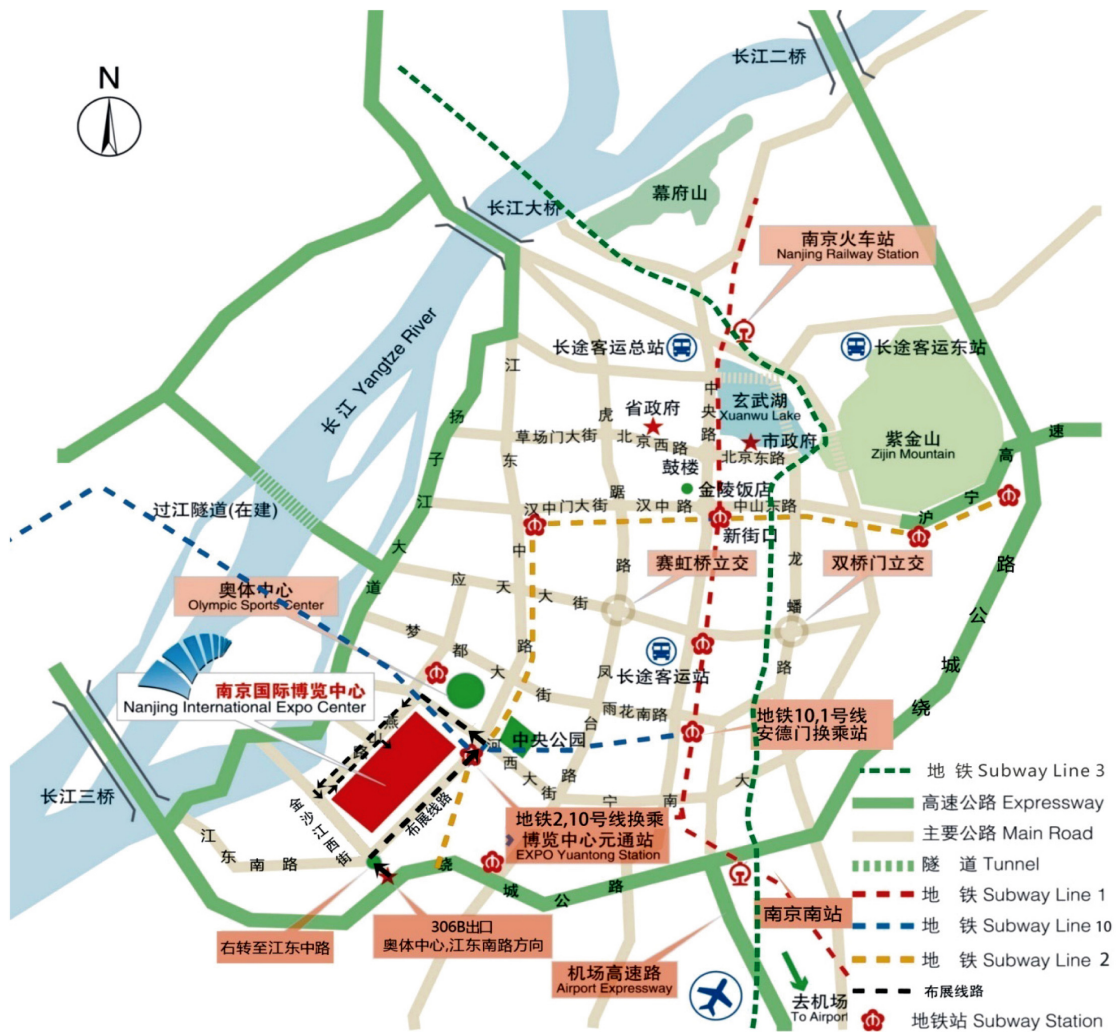 N
长江二桥
幕府山
长江大桥
南京火车站
Nanjing Railway Station
长江 Yangtze River
长途客运总站
长途客运东站
玄武湖
Xuanwu Lake
中央路
省政府
市政府
江东中路
虎踞路
扬子江大道
草场门大街
北京西路
北京东路
鼓楼
紫金山
Zijin Mountain
沪宁高速
金陵饭店
汉中门大街
汉中路
中山东路
新街口
过江隧道(在建)
赛虹桥立交
双桥门立交
龙蟠路
绕城公路
奥体中心
Olympic Sports Center
应天大街
梦都大街
长途客运站
南京国际博览中心
Nanjing International Expo Center
燕山路
凤台路
雨花南路
地铁10,1号线
安德门换乘站
中央公园
河西大街
宁南大
长江三桥
金沙江西街
布展线路
江东南路
地铁2,10号线换乘
博览中心元通站
EXPO Yuantong Station
绕城公路
306B出口
奥体中心,江东南路方向
右转至江东中路
南京南站
机场高速路
Airport Expressway
去机场
To Airport
地 铁 Subway Line 3
高速公路 Expressway
主要公路 Main Road
隧 道 Tunnel
地 铁 Subway Line 1
地 铁 Subway Line 10
地 铁 Subway Line 2
布展线路
地铁站 Subway Station